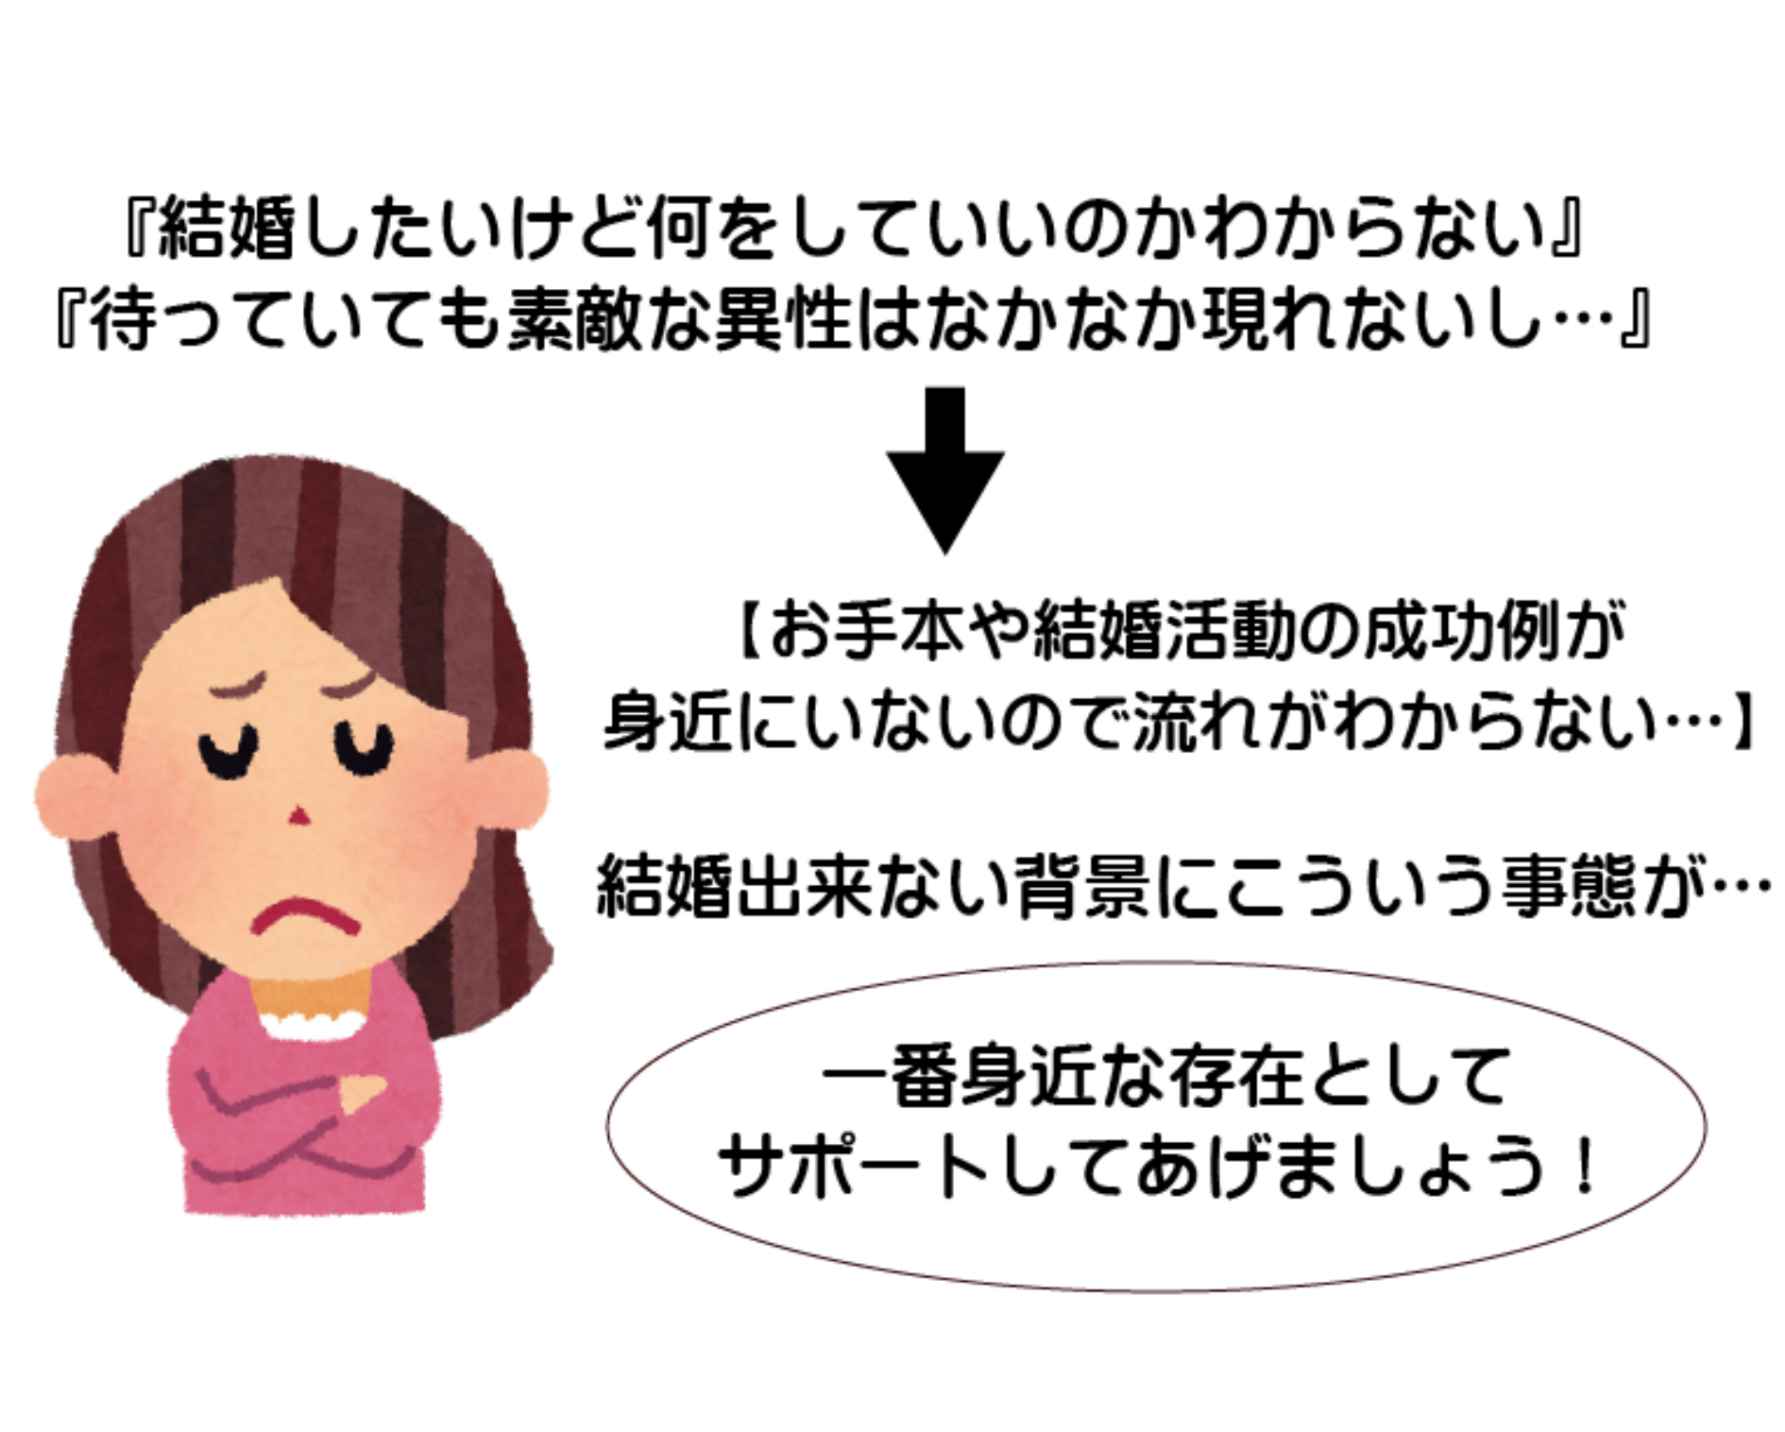 『結婚したいけど何をしていいのかわからない』
『待っていても素敵な異性はなかなか現れないし…』
【お手本や結婚活動の成功例が
身近にいないので流れがわからない…】
結婚出来ない背景にこういう事態が…
一番身近な存在として
サポートしてあげましょう！